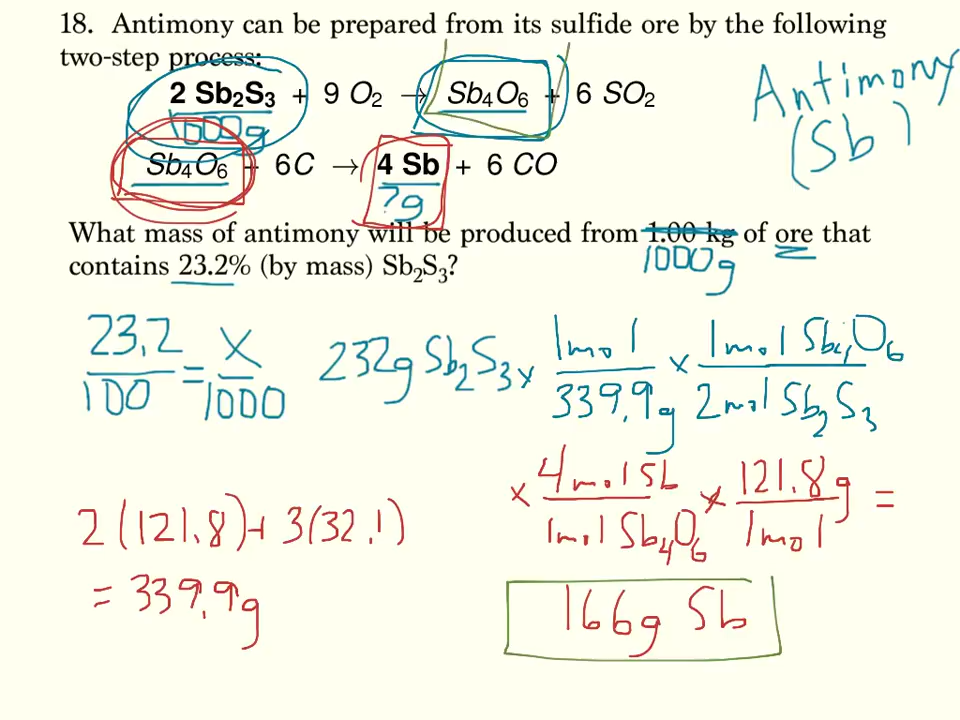 18. Antimony can be prepared from its sulfide ore by the following
two-step process:
2 Sb₂S₃ + 9 O₂ → Sb₄O₆ + 6 SO₂
1000g
Sb₄O₆ + 6C → 4 Sb + 6 CO
?g
Antimony
(Sb)
What mass of antimony will be produced from 1.00 kg of ore that
1000g
contains 23.2% (by mass) Sb₂S₃?
23.2/100 = x/1000 232g Sb₂S₃ x 1mol/339.9g x 1mol Sb₄O₆/2mol Sb₂S₃
x 4mol Sb/1mol Sb₄O₆ x 121.8g/1mol =
2(121.8)+3(32.1)
= 339.9g
166g Sb